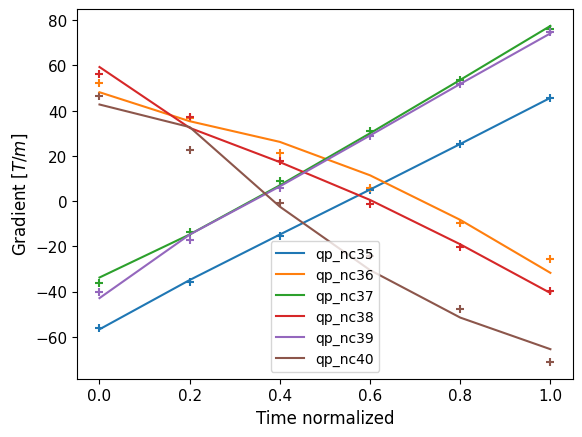 80
60
40
20
0
−20
−40
−60
Gradient [T/m]
0.0 0.2 0.4 0.6 0.8 1.0
Time normalized
qp_nc35
qp_nc36
qp_nc37
qp_nc38
qp_nc39
qp_nc40